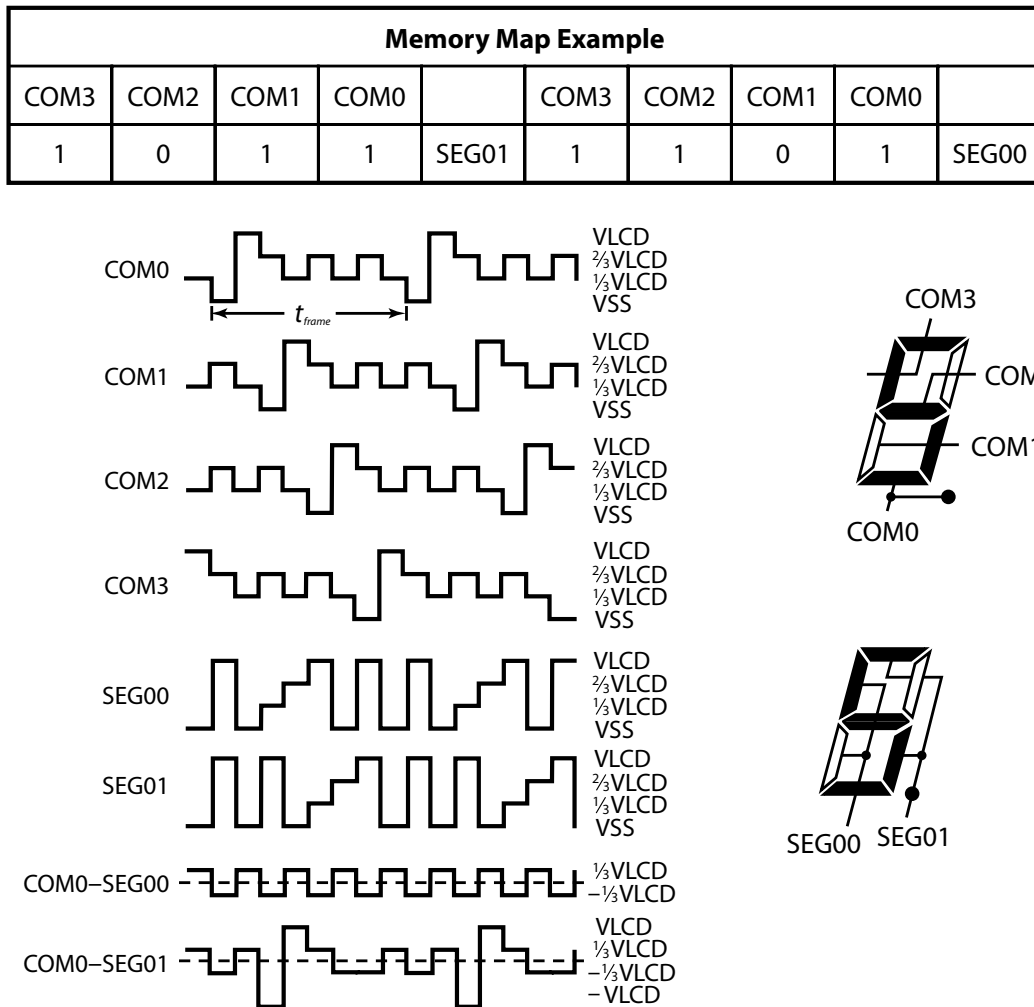 Memory Map Example
COM3 COM2 COM1 COM0 COM3 COM2 COM1 COM0
1 0 1 1 SEG01 1 1 0 1 SEG00
COM0
VLCD
⅔VLCD
⅓VLCD
VSS
t_frame
COM1
VLCD
⅔VLCD
⅓VLCD
VSS
COM2
VLCD
⅔VLCD
⅓VLCD
VSS
COM3
VLCD
⅔VLCD
⅓VLCD
VSS
SEG00
VLCD
⅔VLCD
⅓VLCD
VSS
SEG01
VLCD
⅔VLCD
⅓VLCD
VSS
COM0–SEG00
⅓VLCD
–⅓VLCD
COM0–SEG01
VLCD
⅓VLCD
–⅓VLCD
–VLCD
COM3
COM1
COM0
SEG00 SEG01